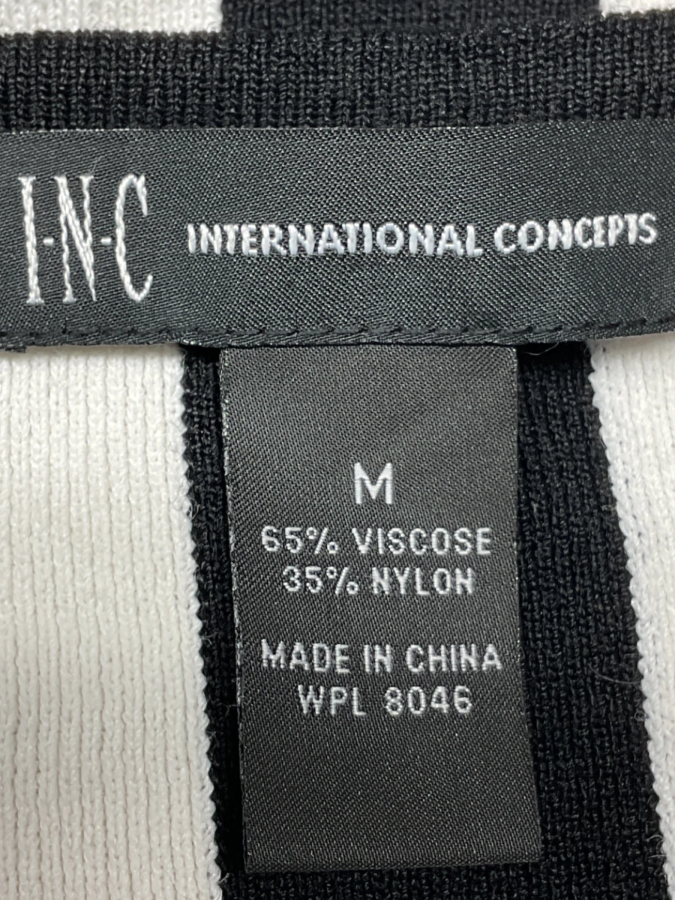 I·N·C INTERNATIONAL CONCEPTS
M
65% VISCOSE
35% NYLON
MADE IN CHINA
WPL 8046